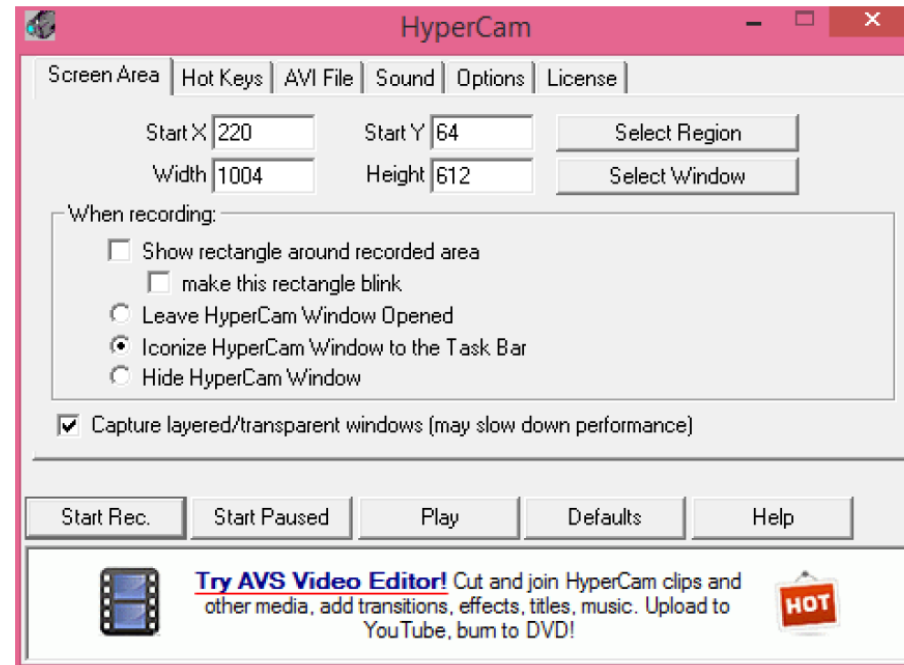 HyperCam
Screen Area Hot Keys AVI File Sound Options License
Start X 220 Start Y 64 Select Region
Width 1004 Height 612 Select Window
When recording:
Show rectangle around recorded area
make this rectangle blink
Leave HyperCam Window Opened
Iconize HyperCam Window to the Task Bar
Hide HyperCam Window
Capture layered/transparent windows (may slow down performance)
Start Rec. Start Paused Play Defaults Help
Try AVS Video Editor! Cut and join HyperCam clips and
other media, add transitions, effects, titles, music. Upload to
YouTube, burn to DVD!
HOT